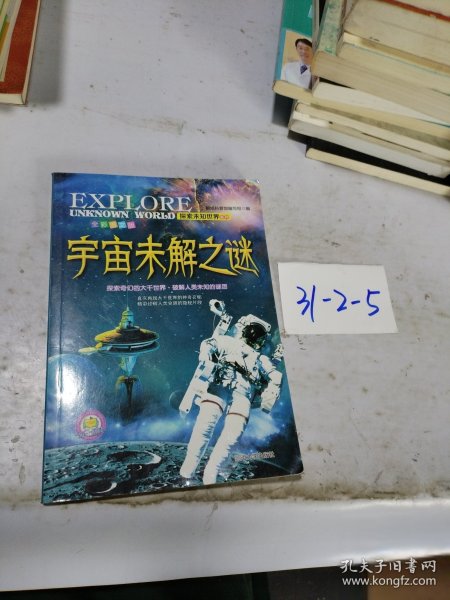 EXPLORE
UNKNOWN WORLD 探索未知世界
宇宙未解之谜
探索奇幻的大千世界·破解人类未知的谜团
31-2-5
孔夫子旧书网
www.kongfz.com